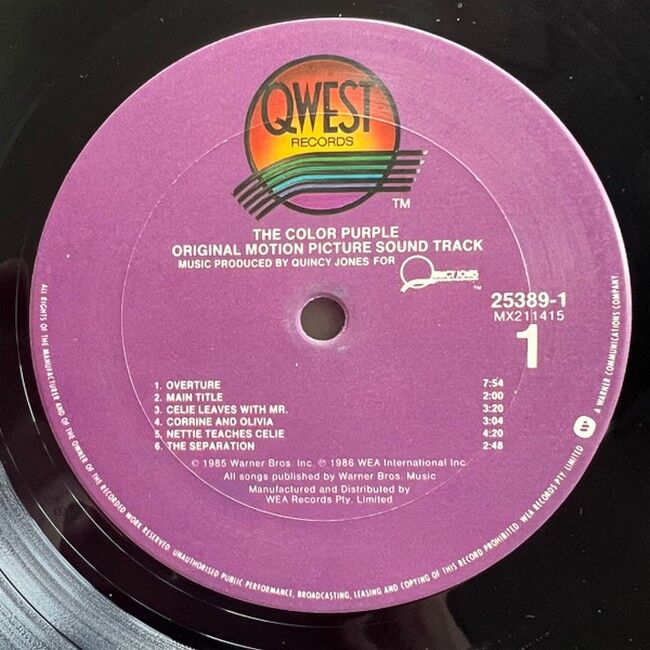 QWEST
RECORDS
TM
THE COLOR PURPLE
ORIGINAL MOTION PICTURE SOUND TRACK
MUSIC PRODUCED BY QUINCY JONES FOR QUINCY JONES
TM
25389-1
MX211415
1
1. OVERTURE 7:54
2. MAIN TITLE 2:00
3. CELIE LEAVES WITH MR. 3:20
4. CORRINE AND OLIVIA 3:04
5. NETTIE TEACHES CELIE 4:20
6. THE SEPARATION 2:48
© 1985 Warner Bros. Inc. ℗ 1986 WEA International Inc.
All songs published by Warner Bros. Music
Manufactured and Distributed by
WEA Records Pty. Limited
ALL RIGHTS OF THE MANUFACTURER AND OF THE OWNER OF THE RECORDED WORK RESERVED. UNAUTHORISED PUBLIC PERFORMANCE, BROADCASTING, LEASING AND COPYING OF THIS RECORD PROHIBITED. WEA RECORDS PTY. LIMITED A WARNER COMMUNICATIONS COMPANY